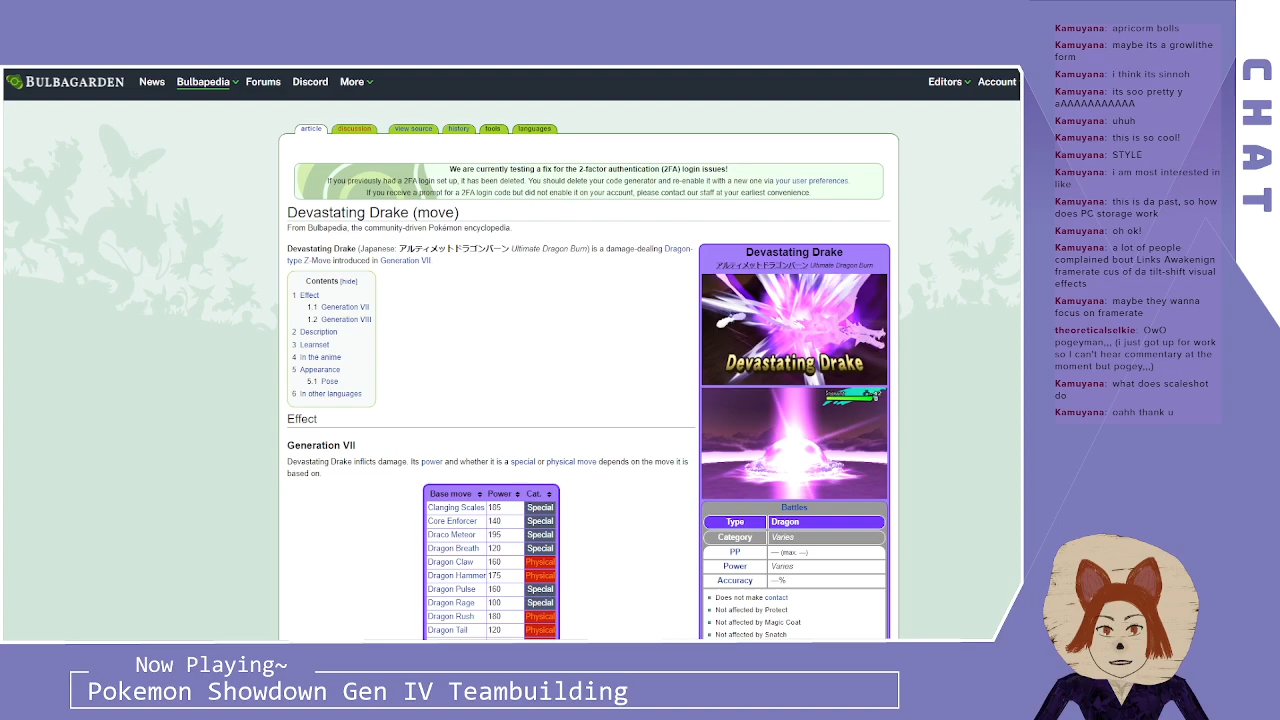 BULBAGARDEN News Bulbapedia Forums Discord More Editors Account
article discussion view source history tools languages
We are currently testing a fix for the 2-factor authentication (2FA) login issues!
If you previously had a 2FA login set up, it has been deleted. You should delete your code generator and re-enable it with a new one via your user preferences.
If you receive a prompt for a 2FA login code but did not enable it on your account, please contact our staff at your earliest convenience.
Devastating Drake (move)
From Bulbapedia, the community-driven Pokémon encyclopedia.
Devastating Drake (Japanese: アルティメットドラゴンバーン Ultimate Dragon Burn) is a damage-dealing Dragon-
type Z-Move introduced in Generation VII.
Contents [hide]
1 Effect
1.1 Generation VII
1.2 Generation VIII
2 Description
3 Learnset
4 In the anime
5 Appearance
5.1 Pose
6 In other languages
Effect
Generation VII
Devastating Drake inflicts damage. Its power and whether it is a special or physical move depends on the move it is
based on.
Base move Power Cat.
Clanging Scales 185 Special
Core Enforcer 140 Special
Draco Meteor 195 Special
Dragon Breath 120 Special
Dragon Claw 160 Physical
Dragon Hammer 175 Physical
Dragon Pulse 160 Special
Dragon Rage 100 Special
Dragon Rush 180 Physical
Dragon Tail 120 Physical
Devastating Drake
アルティメットドラゴンバーン Ultimate Dragon Burn
Devastating Drake
Battles
Type Dragon
Category Varies
PP — (max. —)
Power Varies
Accuracy —%
Does not make contact
Not affected by Protect
Not affected by Magic Coat
Not affected by Snatch
Kamuyana: apricorn bolls
Kamuyana: maybe its a growlithe
form
Kamuyana: i think its sinnoh
Kamuyana: its soo pretty y
aAAAAAAAAAAA
Kamuyana: uhuh
Kamuyana: this is so cool!
Kamuyana: STYLE
Kamuyana: i am most interested in
like
Kamuyana: this is da past, so how
does PC storage work
Kamuyana: oh ok!
Kamuyana: a lot of people
complained bout Links Awakenign
framerate cus of da tilt-shift visual
effects
Kamuyana: maybe they wanna
focus on framerate
theoreticalselkie: OwO
pogeyman,,, (i just got up for work
so I can't hear commentary at the
moment but pogey,,,)
Kamuyana: what does scaleshot
do
Kamuyana: oahh thank u
CHAT
Now Playing~
Pokemon Showdown Gen IV Teambuilding